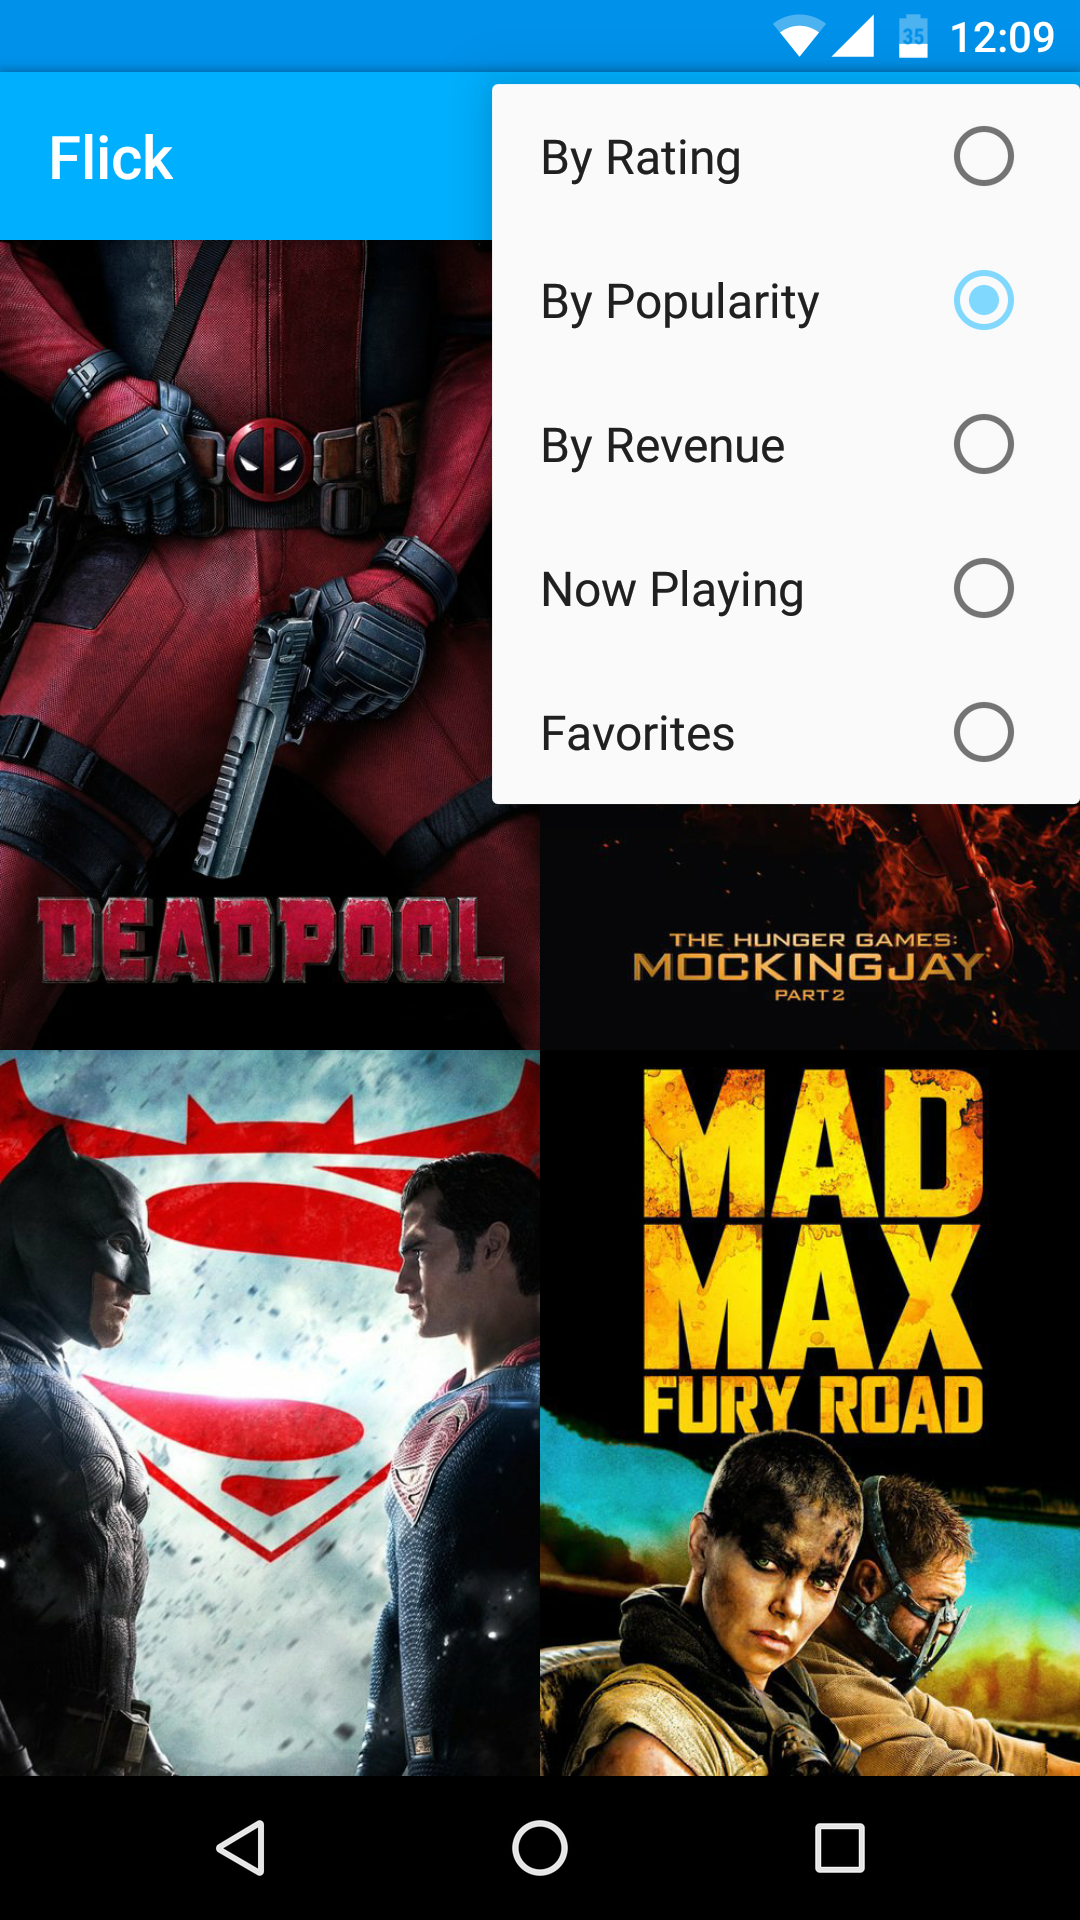 35 12:09
Flick
By Rating
By Popularity
By Revenue
Now Playing
Favorites
DEADPOOL
THE HUNGER GAMES:
MOCKINGJAY
PART 2
MAD
MAX
FURY ROAD